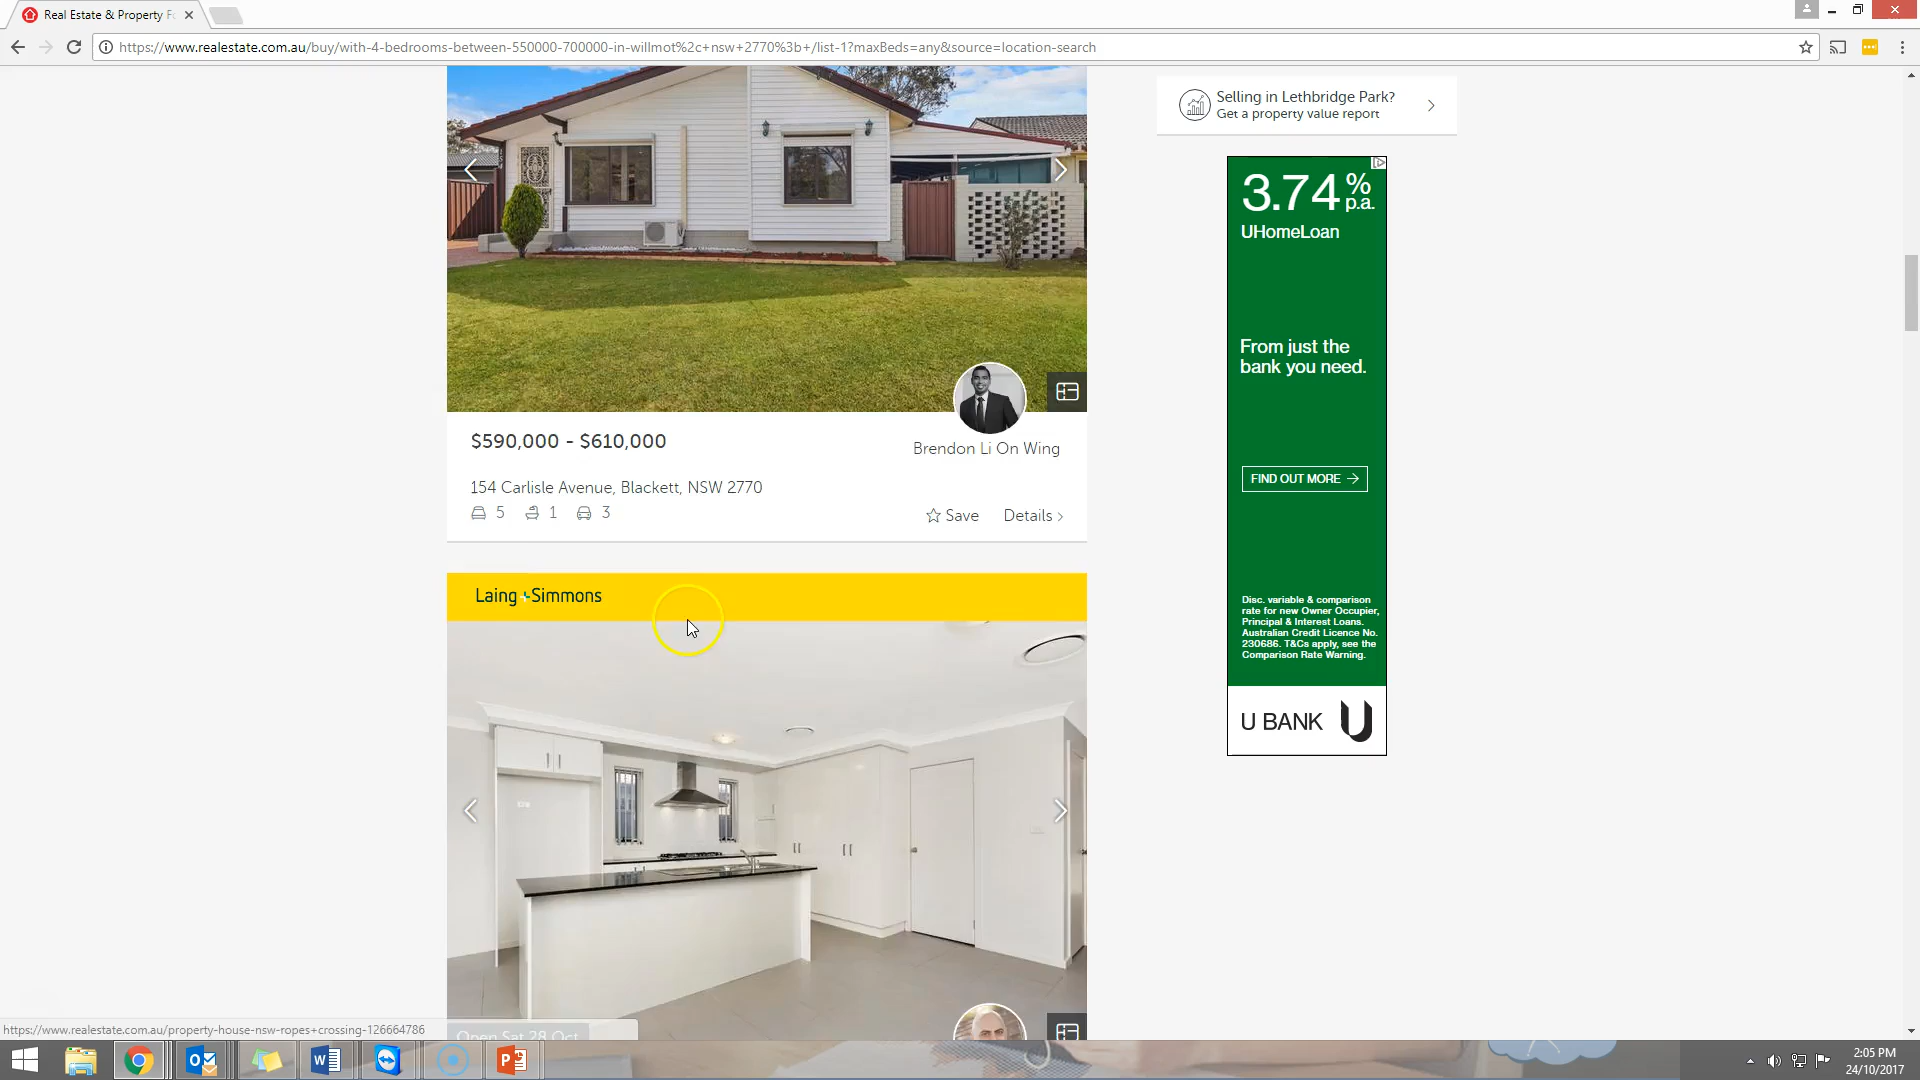 Real Estate & Property Fo
https://www.realestate.com.au/buy/with-4-bedrooms-between-550000-700000-in-willmot%2c+nsw+2770%3b+/list-1?maxBeds=any&source=location-search
Selling in Lethbridge Park?
Get a property value report
3.74% p.a.
UHomeLoan
From just the
bank you need.
FIND OUT MORE
Disc. variable & comparison
rate for new Owner Occupier,
Principal & Interest Loans.
Australian Credit Licence No.
230686. T&Cs apply, see the
Comparison Rate Warning.
U BANK
$590,000 - $610,000
Brendon Li On Wing
154 Carlisle Avenue, Blackett, NSW 2770
5 1 3
Save Details
Laing+Simmons
Open Sat 28 Oct
https://www.realestate.com.au/property-house-nsw-ropes+crossing-126664786
2:05 PM
24/10/2017